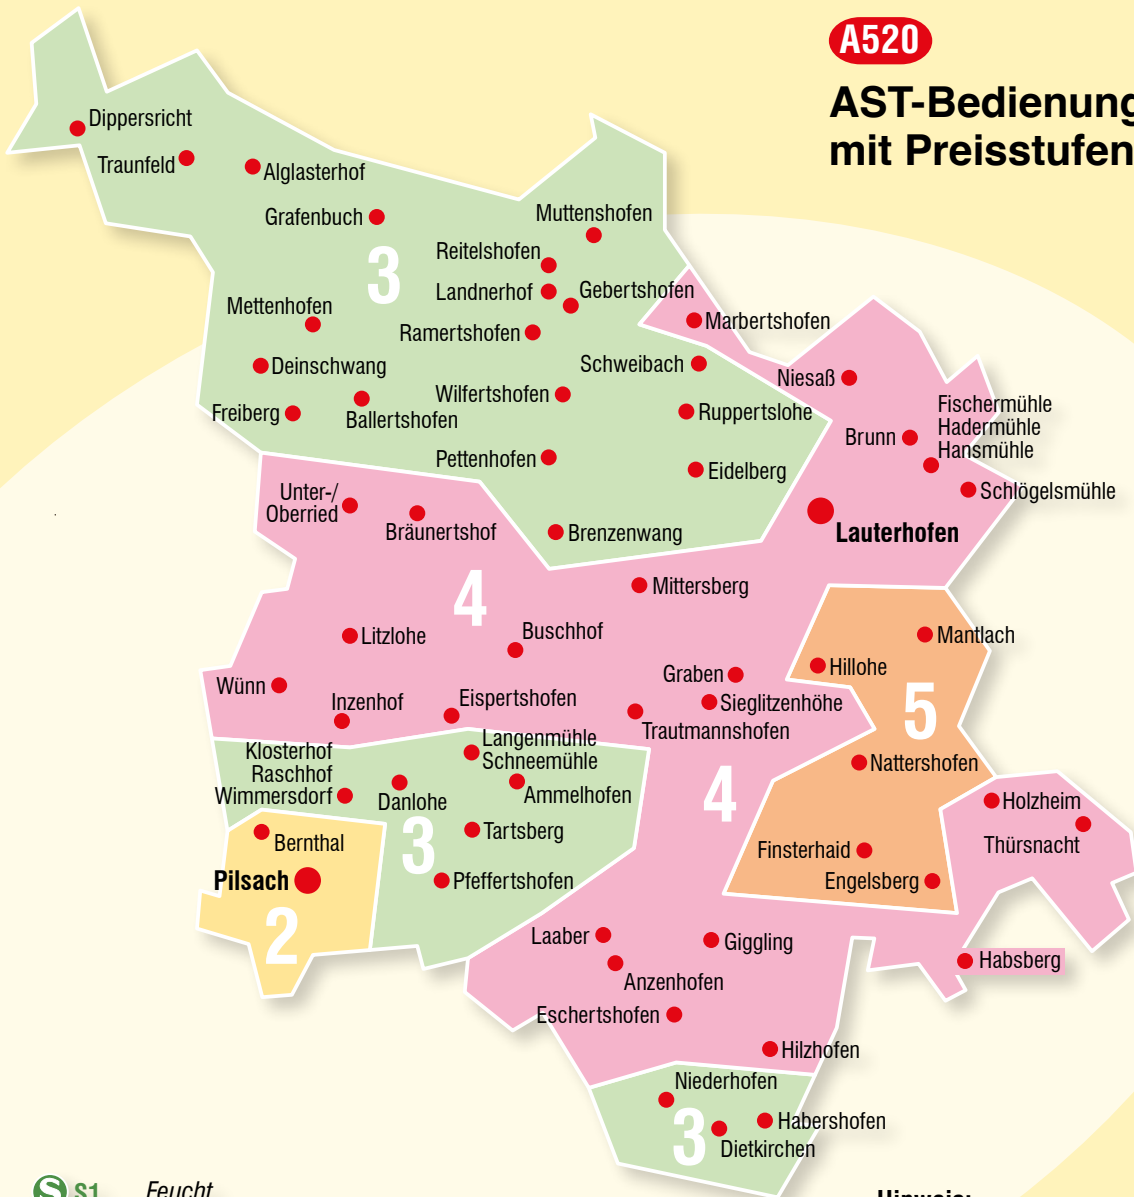 A520
AST-Bedienung
mit Preisstufen
Dippersricht
Traunfeld
Alglasterhof
Grafenbuch
Muttenshofen
Reitelshofen
3
Landnerhof
Gebertshofen
Mettenhofen
Ramertshofen
Marbertshofen
Deinschwang
Schweibach
Niesaß
Freiberg
Ballertshofen
Wilfertshofen
Ruppertslohe
Fischermühle
Hadermühle
Hansmühle
Brunn
Pettenhofen
Eidelberg
Schlögelsmühle
Unter-/
Oberried
Bräunertshof
Brenzenwang
Lauterhofen
4
Mittersberg
Litzlohe
Buschhof
Mantlach
Hillohe
Wünn
Graben
Inzenhof
Eispertshofen
Sieglitzenhöhe
5
Trautmannshofen
Klosterhof
Raschhof
Wimmersdorf
Langenmühle
Schneemühle
Nattershofen
Danlohe
Ammelhofen
4
Holzheim
Bernthal
3
Tartsberg
Thürsnacht
Finsterhaid
Pilsach
Pfeffertshofen
Engelsberg
2
Laaber
Giggling
Habsberg
Anzenhofen
Eschertshofen
Hilzhofen
Niederhofen
3
Habershofen
Dietkirchen
S S1 Feucht
Hinweis: